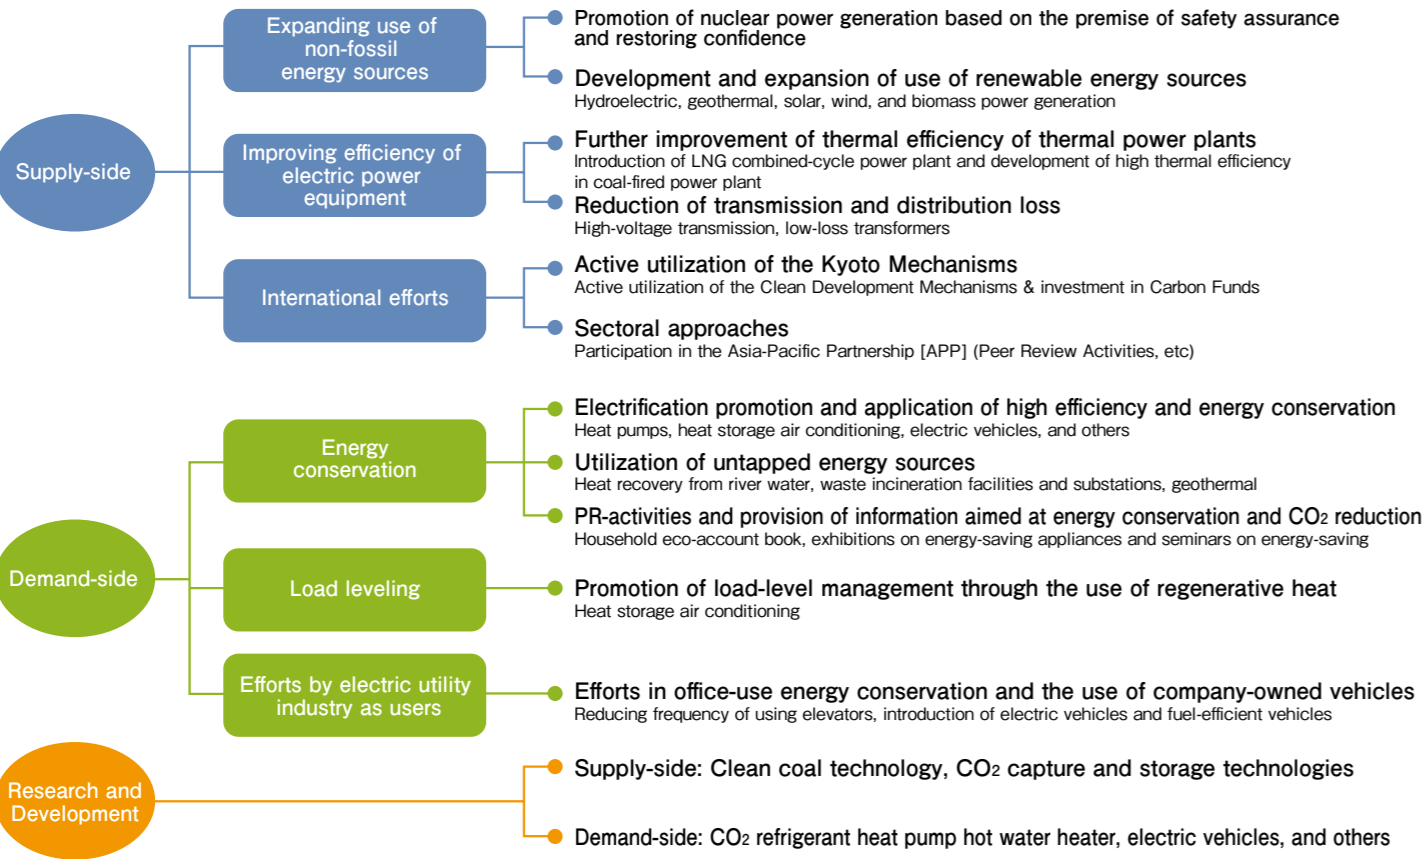 Supply-side
Expanding use of
non-fossil
energy sources
Promotion of nuclear power generation based on the premise of safety assurance
and restoring confidence
Development and expansion of use of renewable energy sources
Hydroelectric, geothermal, solar, wind, and biomass power generation
Improving efficiency of
electric power
equipment
Further improvement of thermal efficiency of thermal power plants
Introduction of LNG combined-cycle power plant and development of high thermal efficiency
in coal-fired power plant
Reduction of transmission and distribution loss
High-voltage transmission, low-loss transformers
International efforts
Active utilization of the Kyoto Mechanisms
Active utilization of the Clean Development Mechanisms & investment in Carbon Funds
Sectoral approaches
Participation in the Asia-Pacific Partnership [APP] (Peer Review Activities, etc)
Demand-side
Energy
conservation
Electrification promotion and application of high efficiency and energy conservation
Heat pumps, heat storage air conditioning, electric vehicles, and others
Utilization of untapped energy sources
Heat recovery from river water, waste incineration facilities and substations, geothermal
PR-activities and provision of information aimed at energy conservation and CO2 reduction
Household eco-account book, exhibitions on energy-saving appliances and seminars on energy-saving
Load leveling
Promotion of load-level management through the use of regenerative heat
Heat storage air conditioning
Efforts by electric utility
industry as users
Efforts in office-use energy conservation and the use of company-owned vehicles
Reducing frequency of using elevators, introduction of electric vehicles and fuel-efficient vehicles
Research and
Development
Supply-side: Clean coal technology, CO2 capture and storage technologies
Demand-side: CO2 refrigerant heat pump hot water heater, electric vehicles, and others